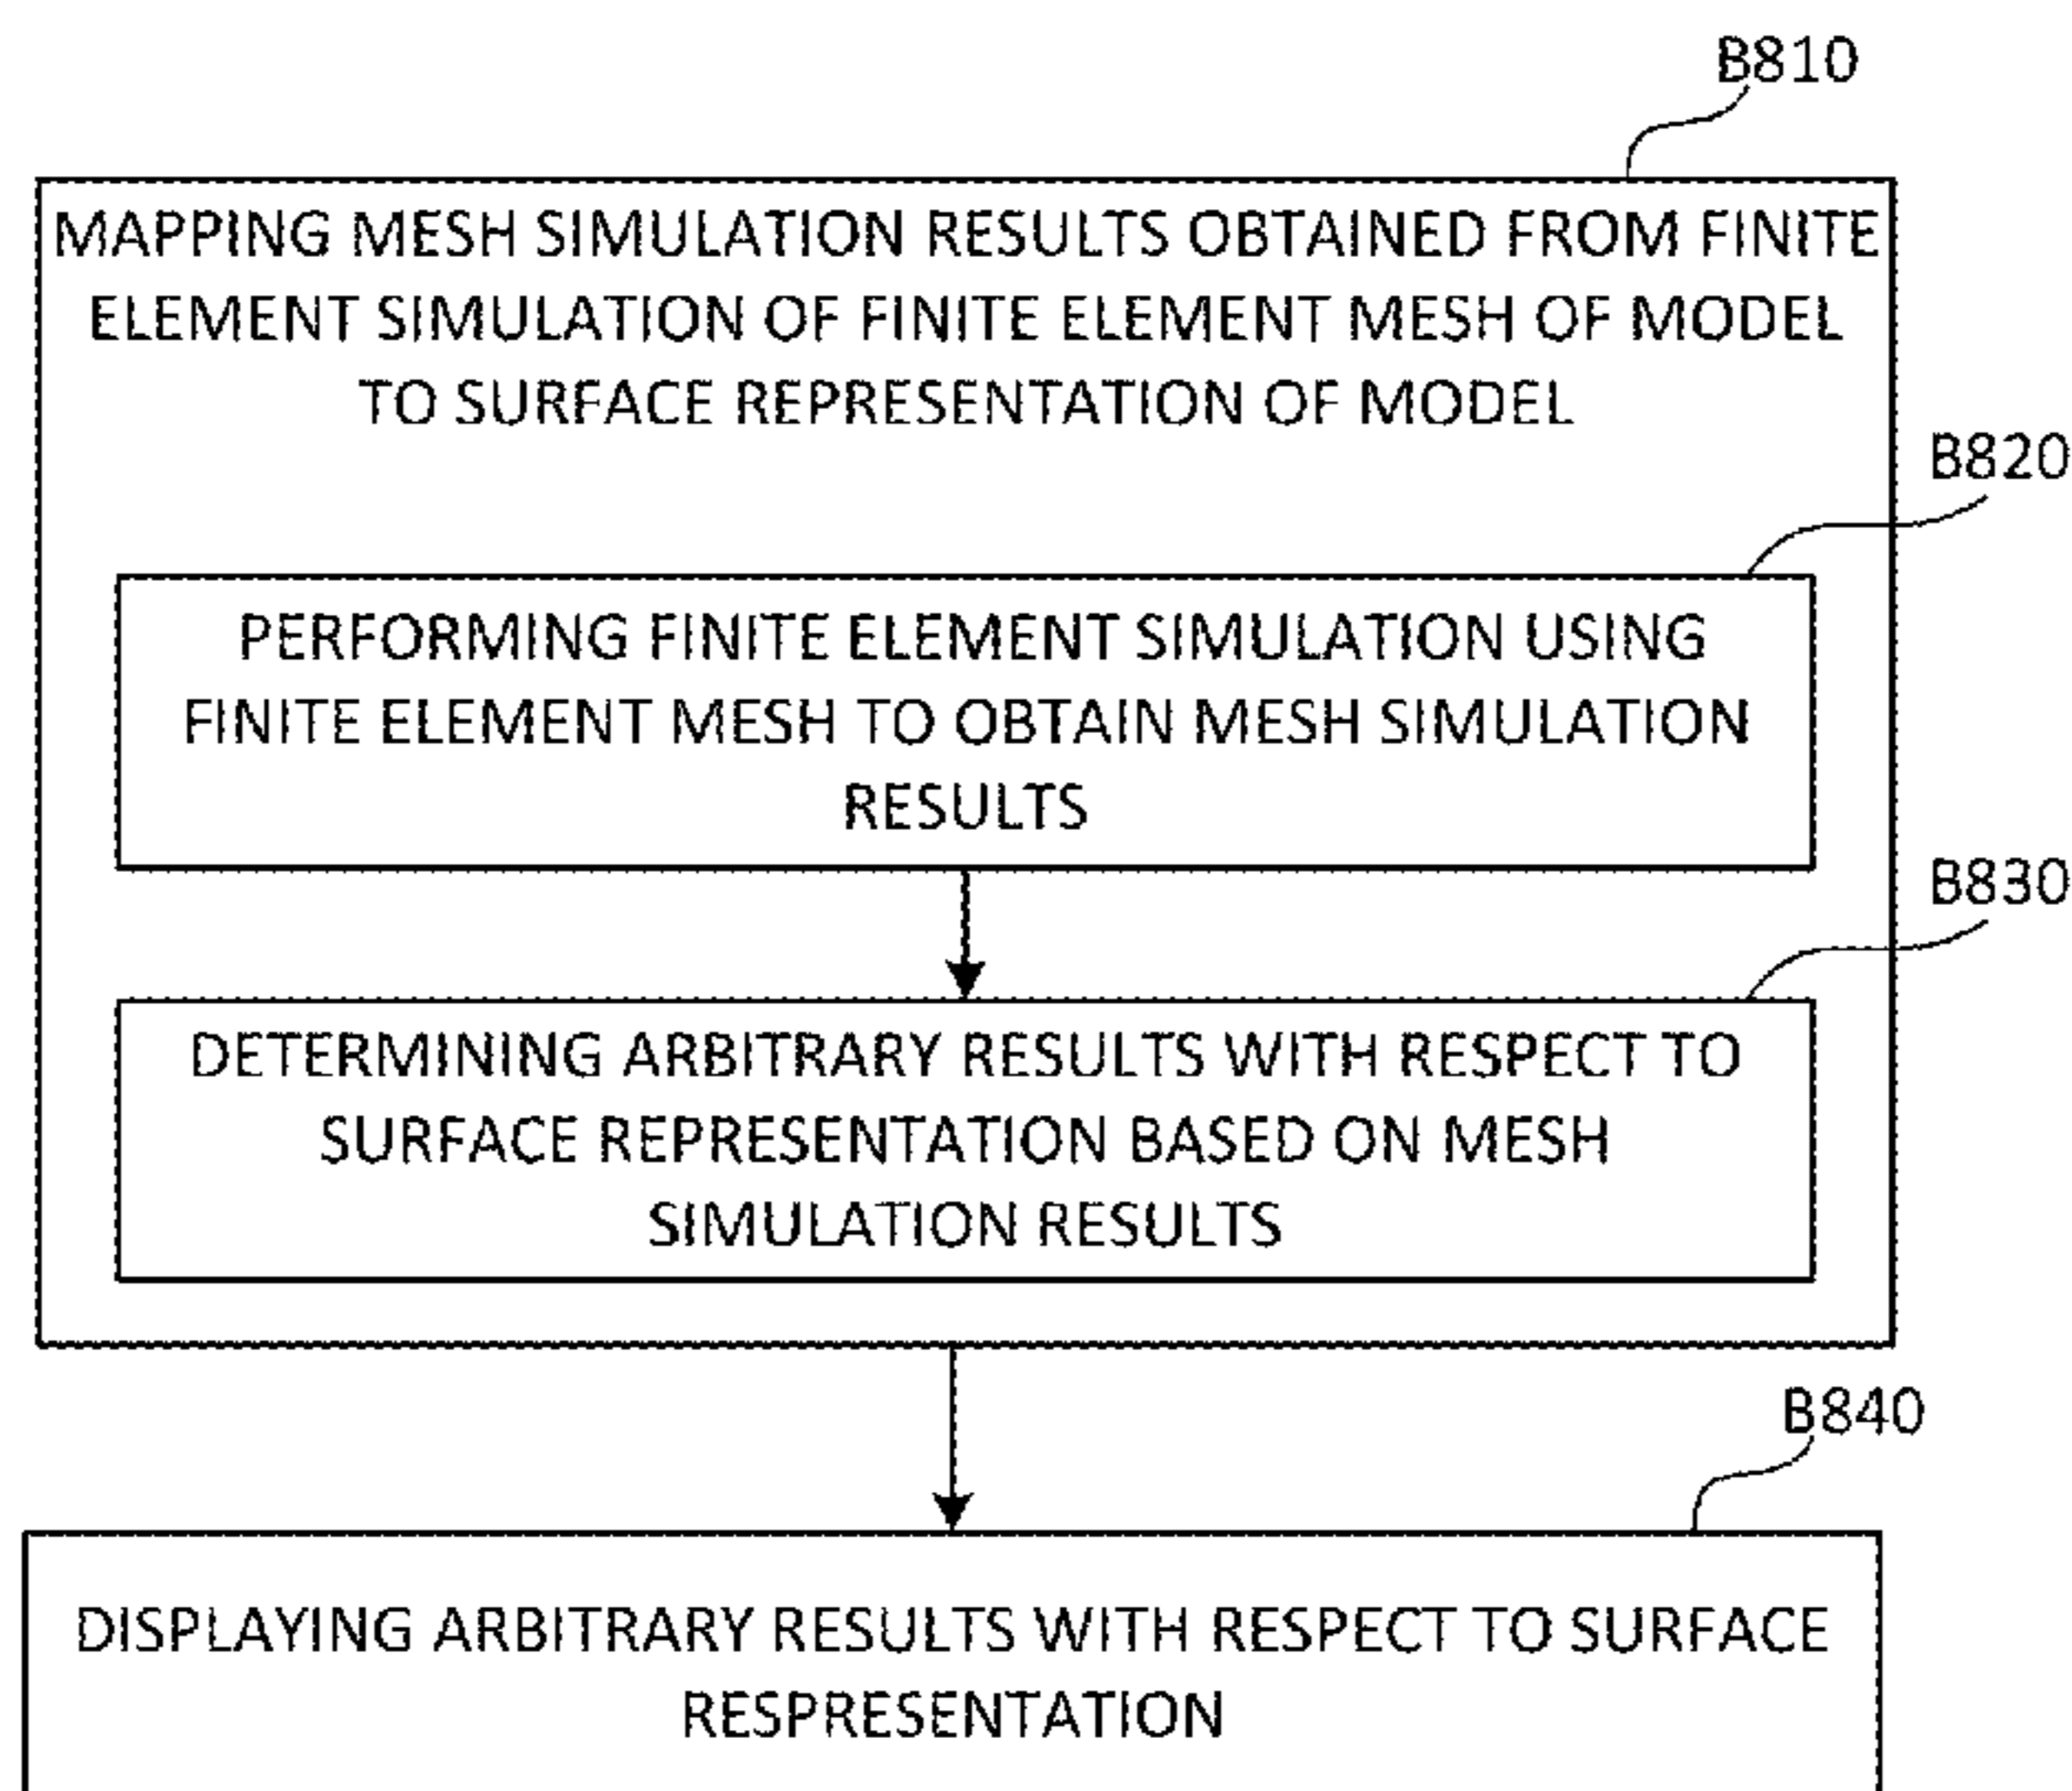 B810
MAPPING MESH SIMULATION RESULTS OBTAINED FROM FINITE
ELEMENT SIMULATION OF FINITE ELEMENT MESH OF MODEL
TO SURFACE REPRESENTATION OF MODEL
B820
PERFORMING FINITE ELEMENT SIMULATION USING
FINITE ELEMENT MESH TO OBTAIN MESH SIMULATION
RESULTS
B830
DETERMINING ARBITRARY RESULTS WITH RESPECT TO
SURFACE REPRESENTATION BASED ON MESH
SIMULATION RESULTS
B840
DISPLAYING ARBITRARY RESULTS WITH RESPECT TO SURFACE
RESPRESENTATION